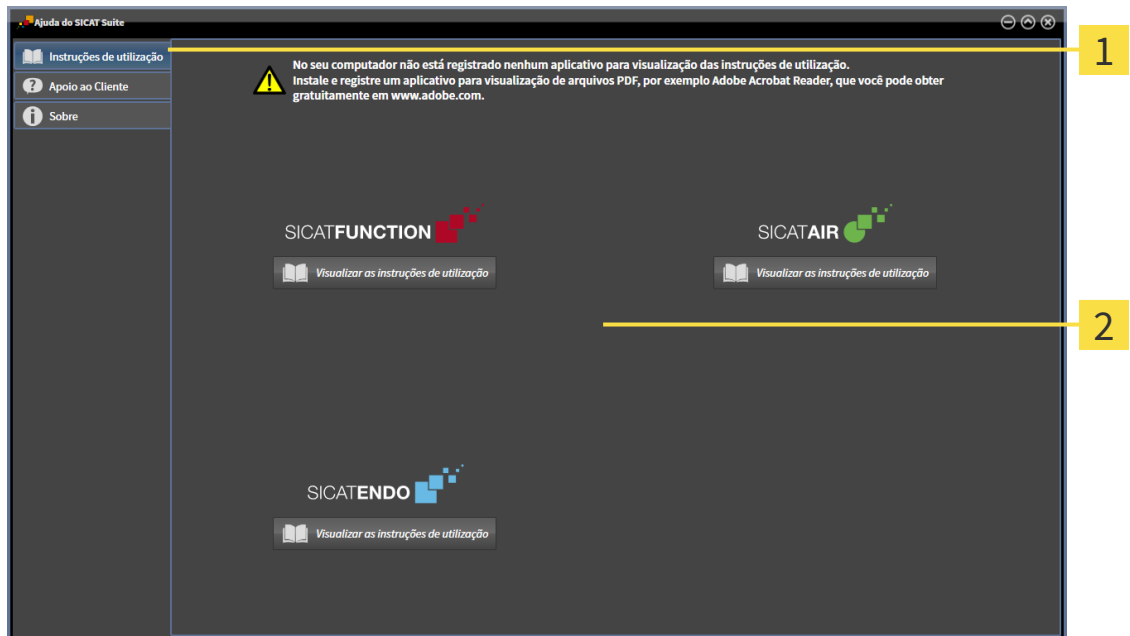 Ajuda do SICAT Suite
Instruções de utilização
Apoio ao Cliente
Sobre
No seu computador não está registrado nenhum aplicativo para visualização das instruções de utilização.
Instale e registre um aplicativo para visualização de arquivos PDF, por exemplo Adobe Acrobat Reader, que você pode obter
gratuitamente em www.adobe.com.
1
SICATFUNCTION
SICATAIR
Visualizar as instruções de utilização
Visualizar as instruções de utilização
2
SICATENDO
Visualizar as instruções de utilização